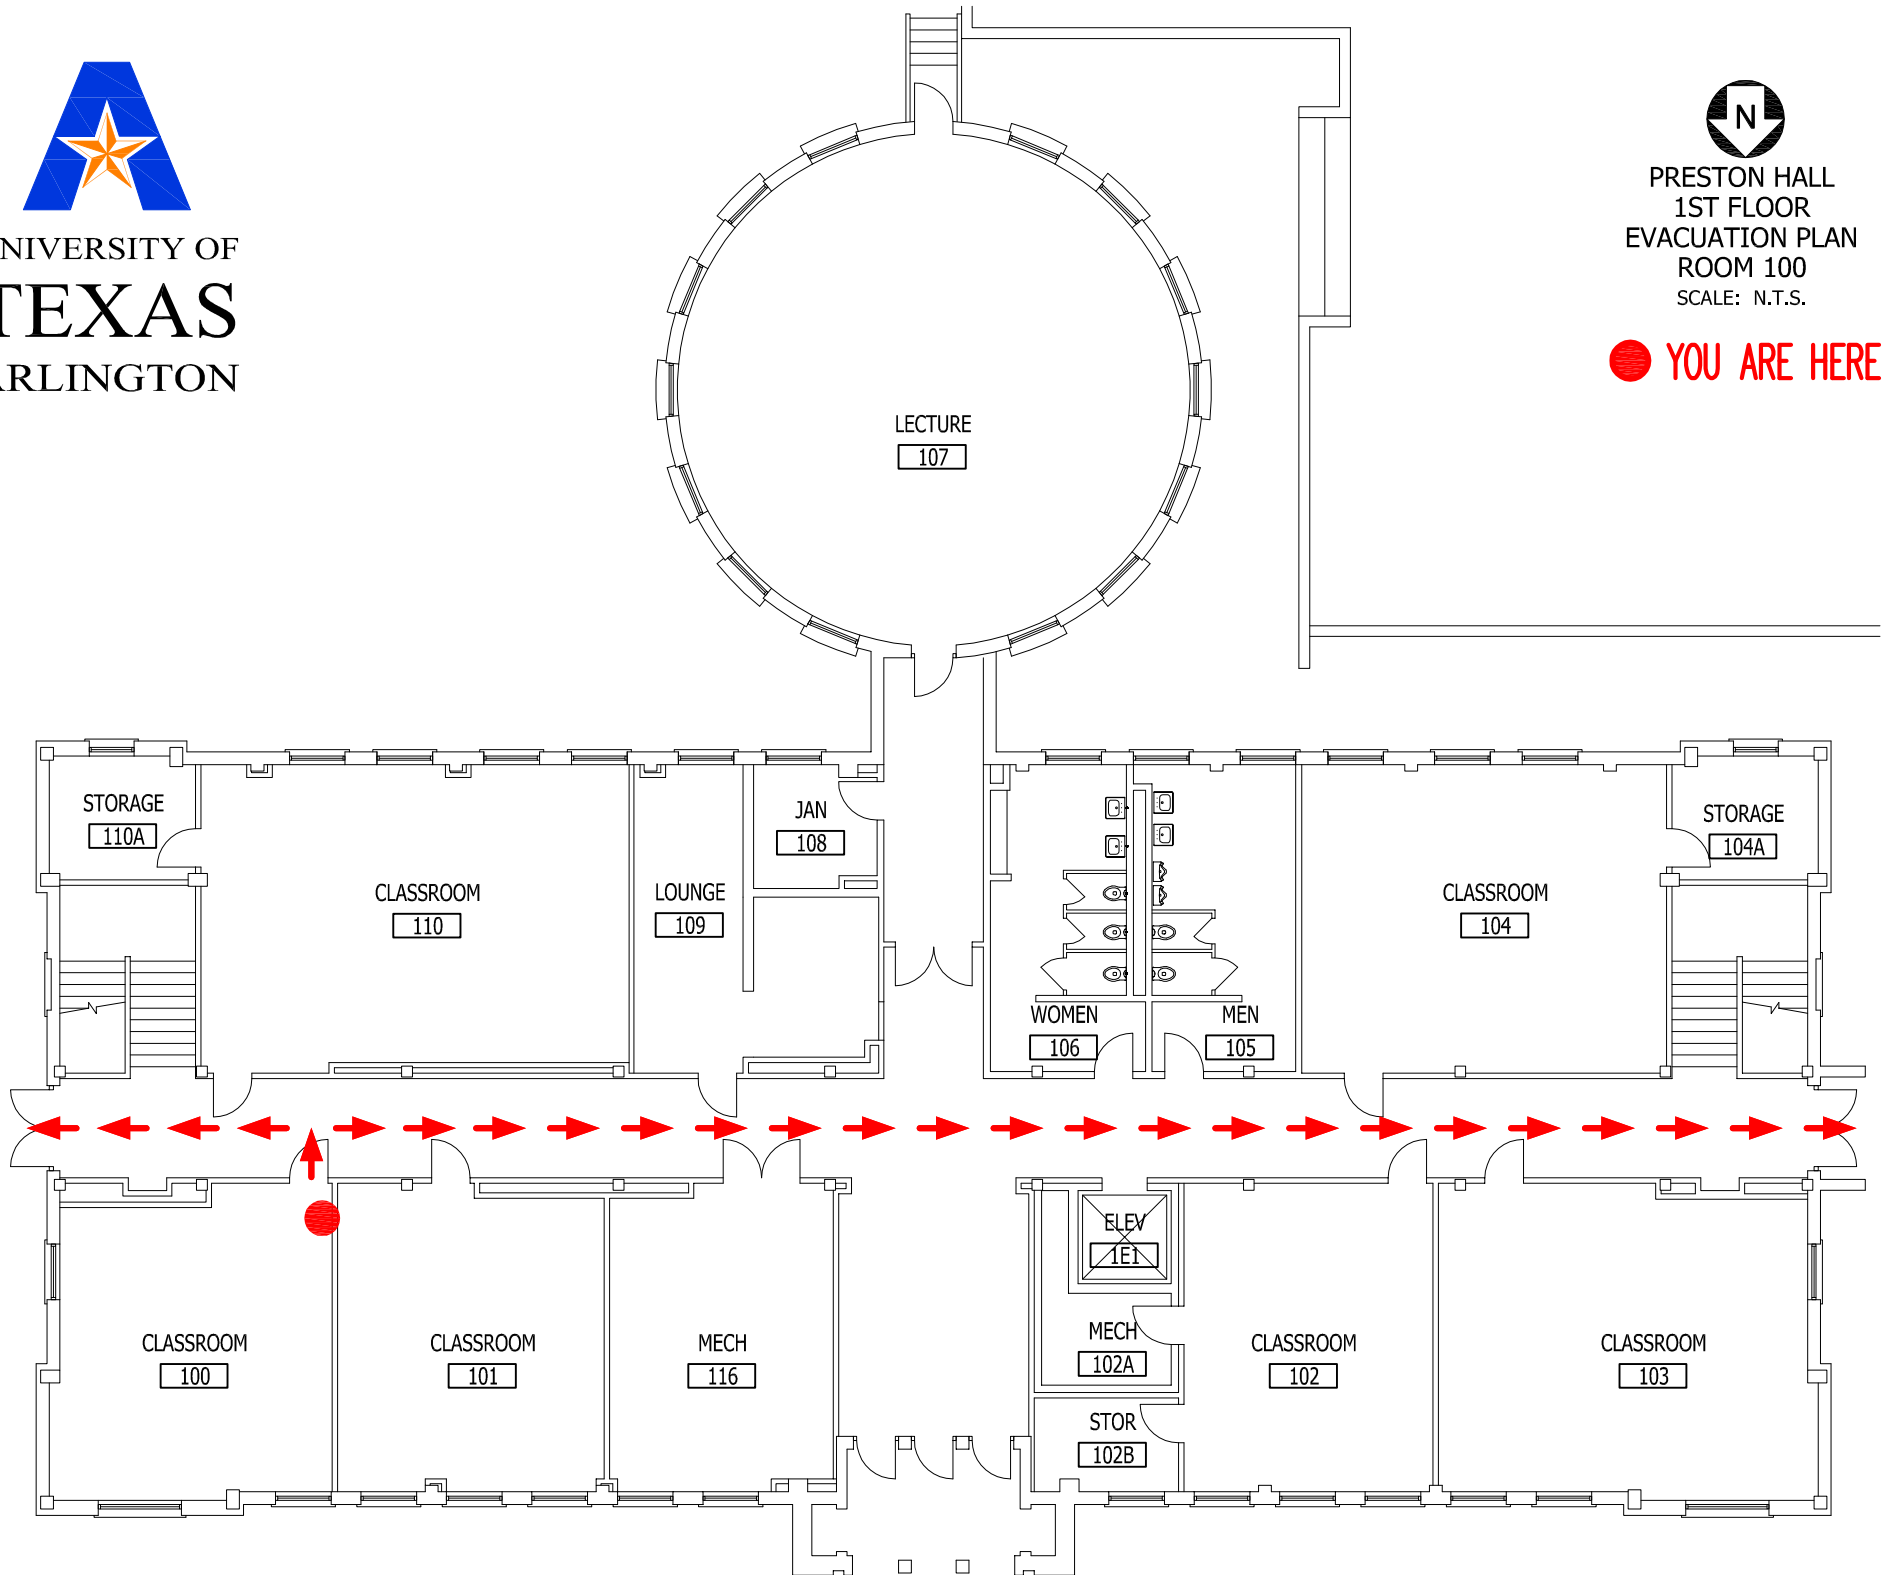 NIVERSITY OF
TEXAS
ARLINGTON
N
PRESTON HALL
1ST FLOOR
EVACUATION PLAN
ROOM 100
SCALE: N.T.S.
YOU ARE HERE
LECTURE
107
STORAGE
110A
JAN
108
STORAGE
104A
CLASSROOM
110
LOUNGE
109
CLASSROOM
104
WOMEN
106
MEN
105
ELEV
1E1
CLASSROOM
100
CLASSROOM
101
MECH
116
MECH
102A
CLASSROOM
102
CLASSROOM
103
STOR
102B